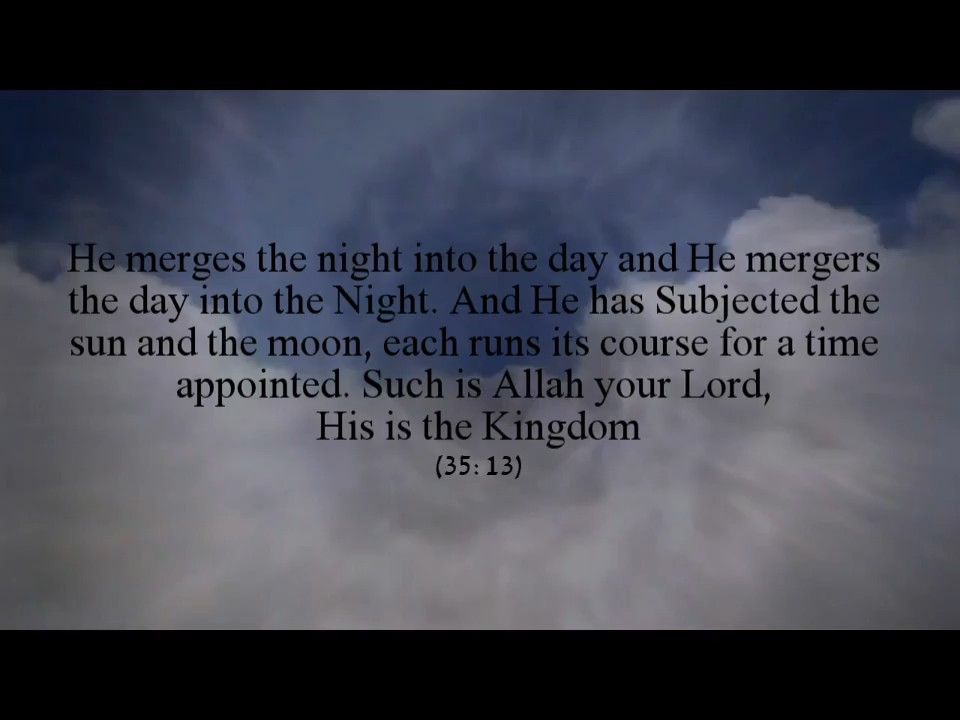 He merges the night into the day and He mergers
the day into the Night. And He has Subjected the
sun and the moon, each runs its course for a time
appointed. Such is Allah your Lord,
His is the Kingdom
(35: 13)